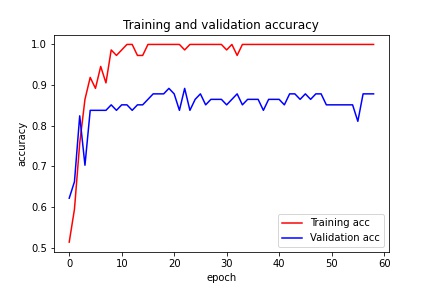 Training and validation accuracy
accuracy
1.0
0.9
0.8
0.7
0.6
0.5
Training acc
Validation acc
0 10 20 30 40 50 60
epoch